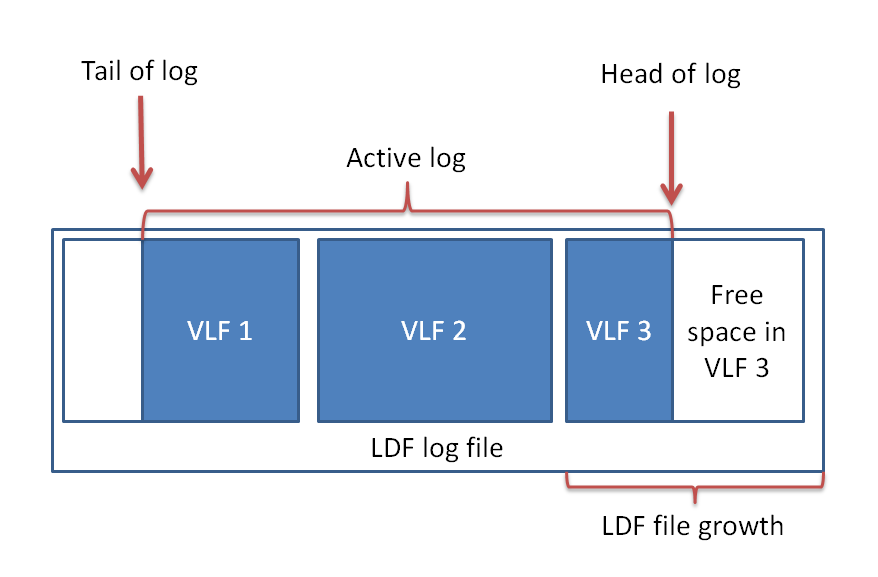 Tail of log
Head of log
Active log
VLF 1
VLF 2
VLF 3
Free
space in
VLF 3
LDF log file
LDF file growth